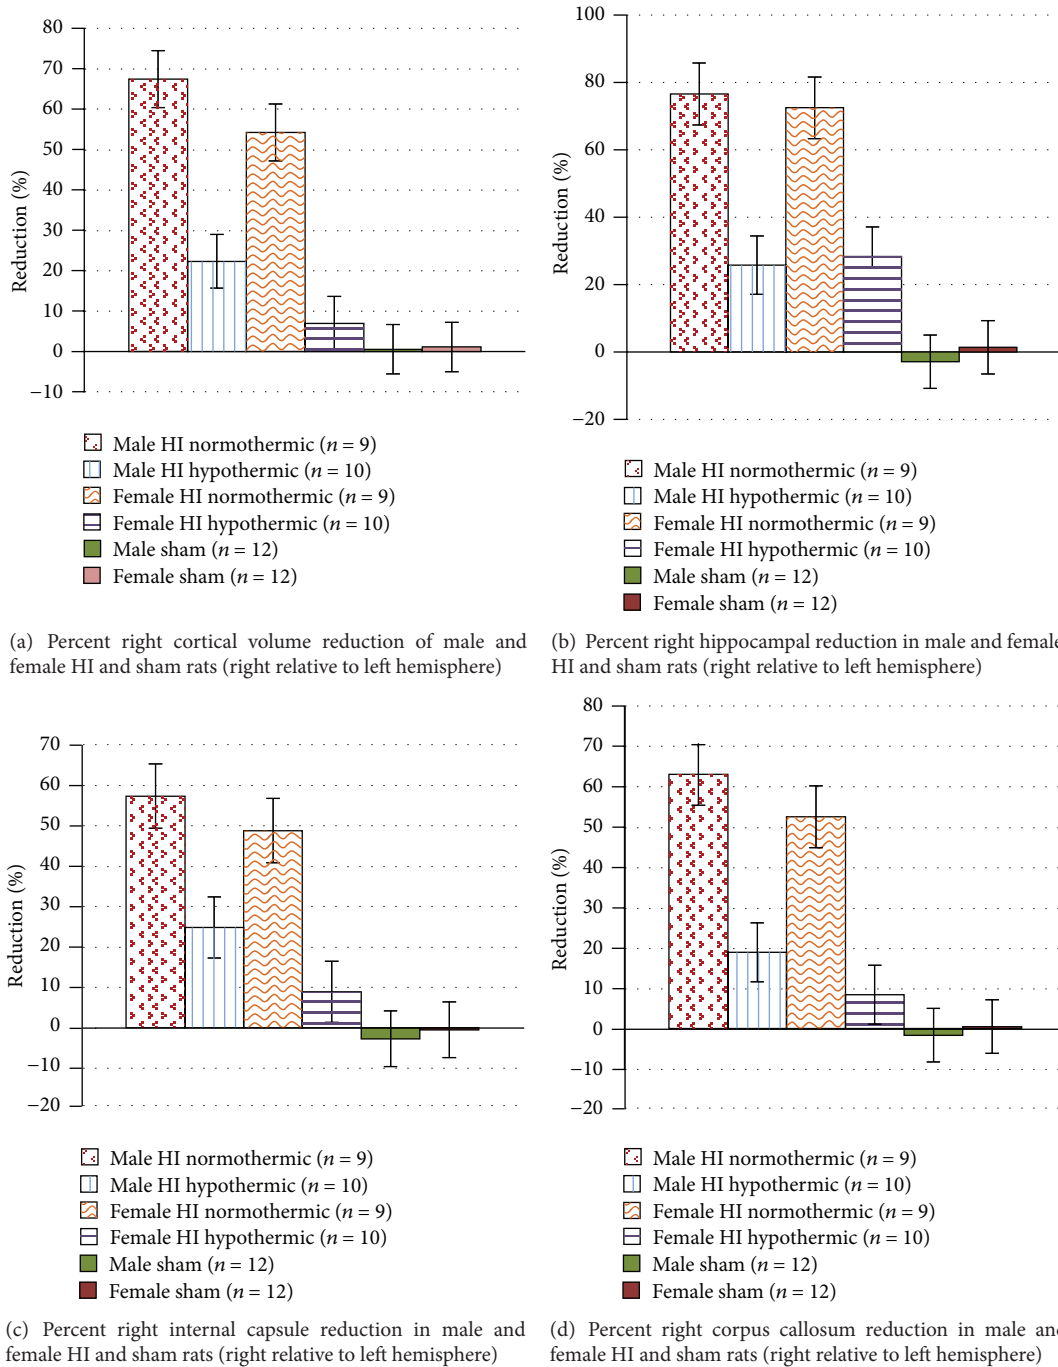 80
70
60
50
40
30
20
10
0
−10
Reduction (%)
Male HI normothermic (n = 9)
Male HI hypothermic (n = 10)
Female HI normothermic (n = 9)
Female HI hypothermic (n = 10)
Male sham (n = 12)
Female sham (n = 12)
(a) Percent right cortical volume reduction of male and
female HI and sham rats (right relative to left hemisphere)
100
80
60
40
20
0
−20
Reduction (%)
Male HI normothermic (n = 9)
Male HI hypothermic (n = 10)
Female HI normothermic (n = 9)
Female HI hypothermic (n = 10)
Male sham (n = 12)
Female sham (n = 12)
(b) Percent right hippocampal reduction in male and female
HI and sham rats (right relative to left hemisphere)
70
60
50
40
30
20
10
0
−10
−20
Reduction (%)
Male HI normothermic (n = 9)
Male HI hypothermic (n = 10)
Female HI normothermic (n = 9)
Female HI hypothermic (n = 10)
Male sham (n = 12)
Female sham (n = 12)
(c) Percent right internal capsule reduction in male and
female HI and sham rats (right relative to left hemisphere)
80
70
60
50
40
30
20
10
0
−10
−20
Reduction (%)
Male HI normothermic (n = 9)
Male HI hypothermic (n = 10)
Female HI normothermic (n = 9)
Female HI hypothermic (n = 10)
Male sham (n = 12)
Female sham (n = 12)
(d) Percent right corpus callosum reduction in male and
female HI and sham rats (right relative to left hemisphere)